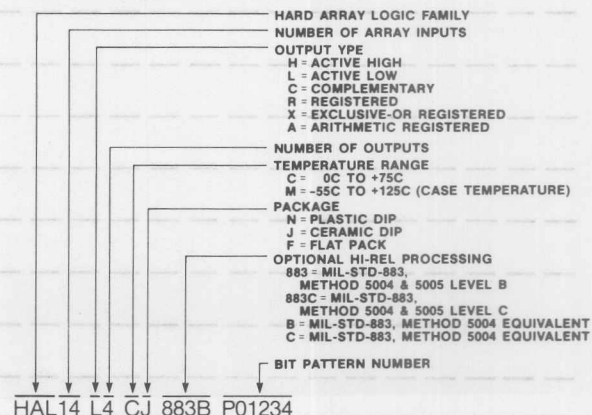 HARD ARRAY LOGIC FAMILY
NUMBER OF ARRAY INPUTS
OUTPUT TYPE
H = ACTIVE HIGH
L = ACTIVE LOW
C = COMPLEMENTARY
R = REGISTERED
X = EXCLUSIVE-OR REGISTERED
A = ARITHMETIC REGISTERED
NUMBER OF OUTPUTS
TEMPERATURE RANGE
C = 0C TO +75C
M = -55C TO +125C (CASE TEMPERATURE)
PACKAGE
N = PLASTIC DIP
J = CERAMIC DIP
F = FLAT PACK
OPTIONAL HI-REL PROCESSING
883 = MIL-STD-883,
METHOD 5004 & 5005 LEVEL B
883C = MIL-STD-883,
METHOD 5004 & 5005 LEVEL C
B = MIL-STD-883, METHOD 5004 EQUIVALENT
C = MIL-STD-883, METHOD 5004 EQUIVALENT
BIT PATTERN NUMBER
HAL14 L4 CJ 883B P01234